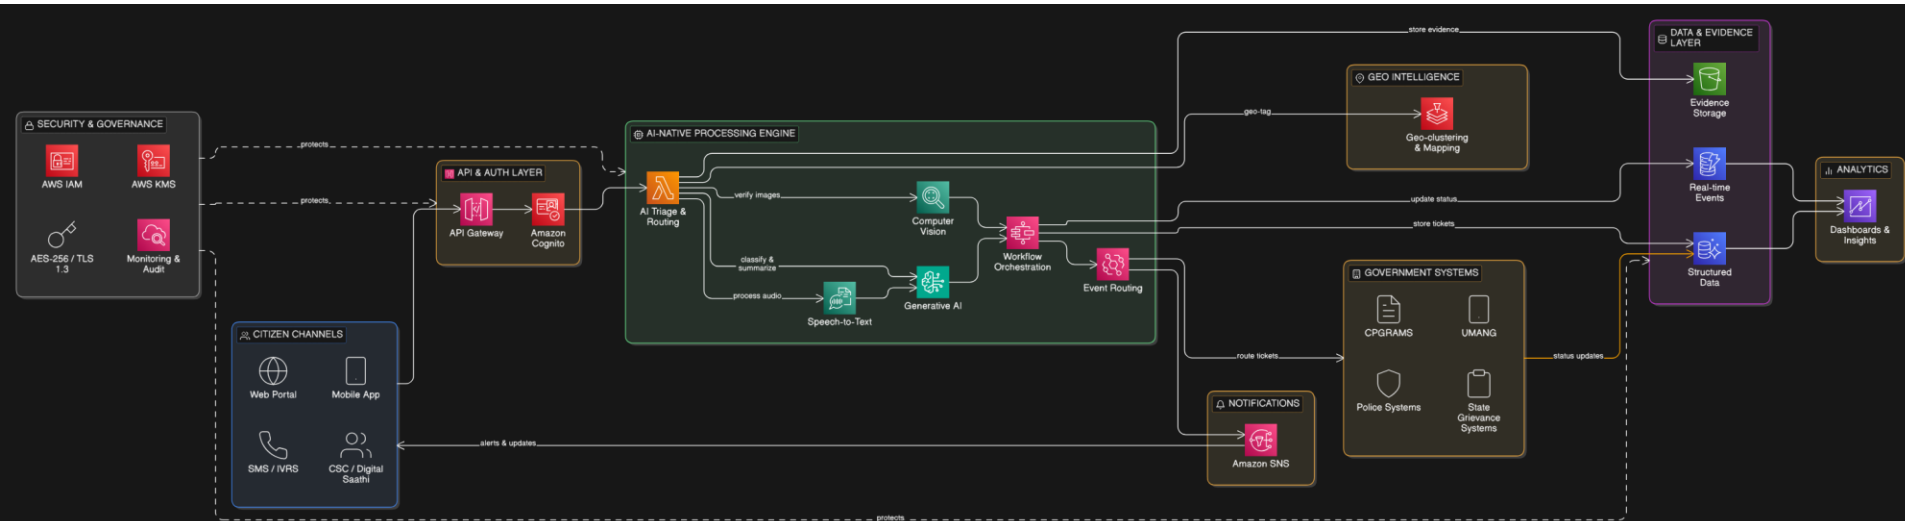 SECURITY & GOVERNANCE
AWS IAM
AWS KMS
AES-256 / TLS
1.3
Monitoring &
Audit
protects
protects
protects
CITIZEN CHANNELS
Web Portal
Mobile App
SMS / IVRS
CSC / Digital
Saathi
API & AUTH LAYER
API Gateway
Amazon
Cognito
AI-NATIVE PROCESSING ENGINE
AI Triage &
Routing
verify images
classify &
summarize
process audio
Computer
Vision
Speech-to-Text
Generative AI
Workflow
Orchestration
Event Routing
store evidence
geo-tag
update status
store tickets
route tickets
status updates
alerts & updates
GEO INTELLIGENCE
Geo-clustering
& Mapping
GOVERNMENT SYSTEMS
CPGRAMS
UMANG
Police Systems
State
Grievance
Systems
NOTIFICATIONS
Amazon SNS
DATA & EVIDENCE
LAYER
Evidence
Storage
Real-time
Events
Structured
Data
ANALYTICS
Dashboards &
Insights